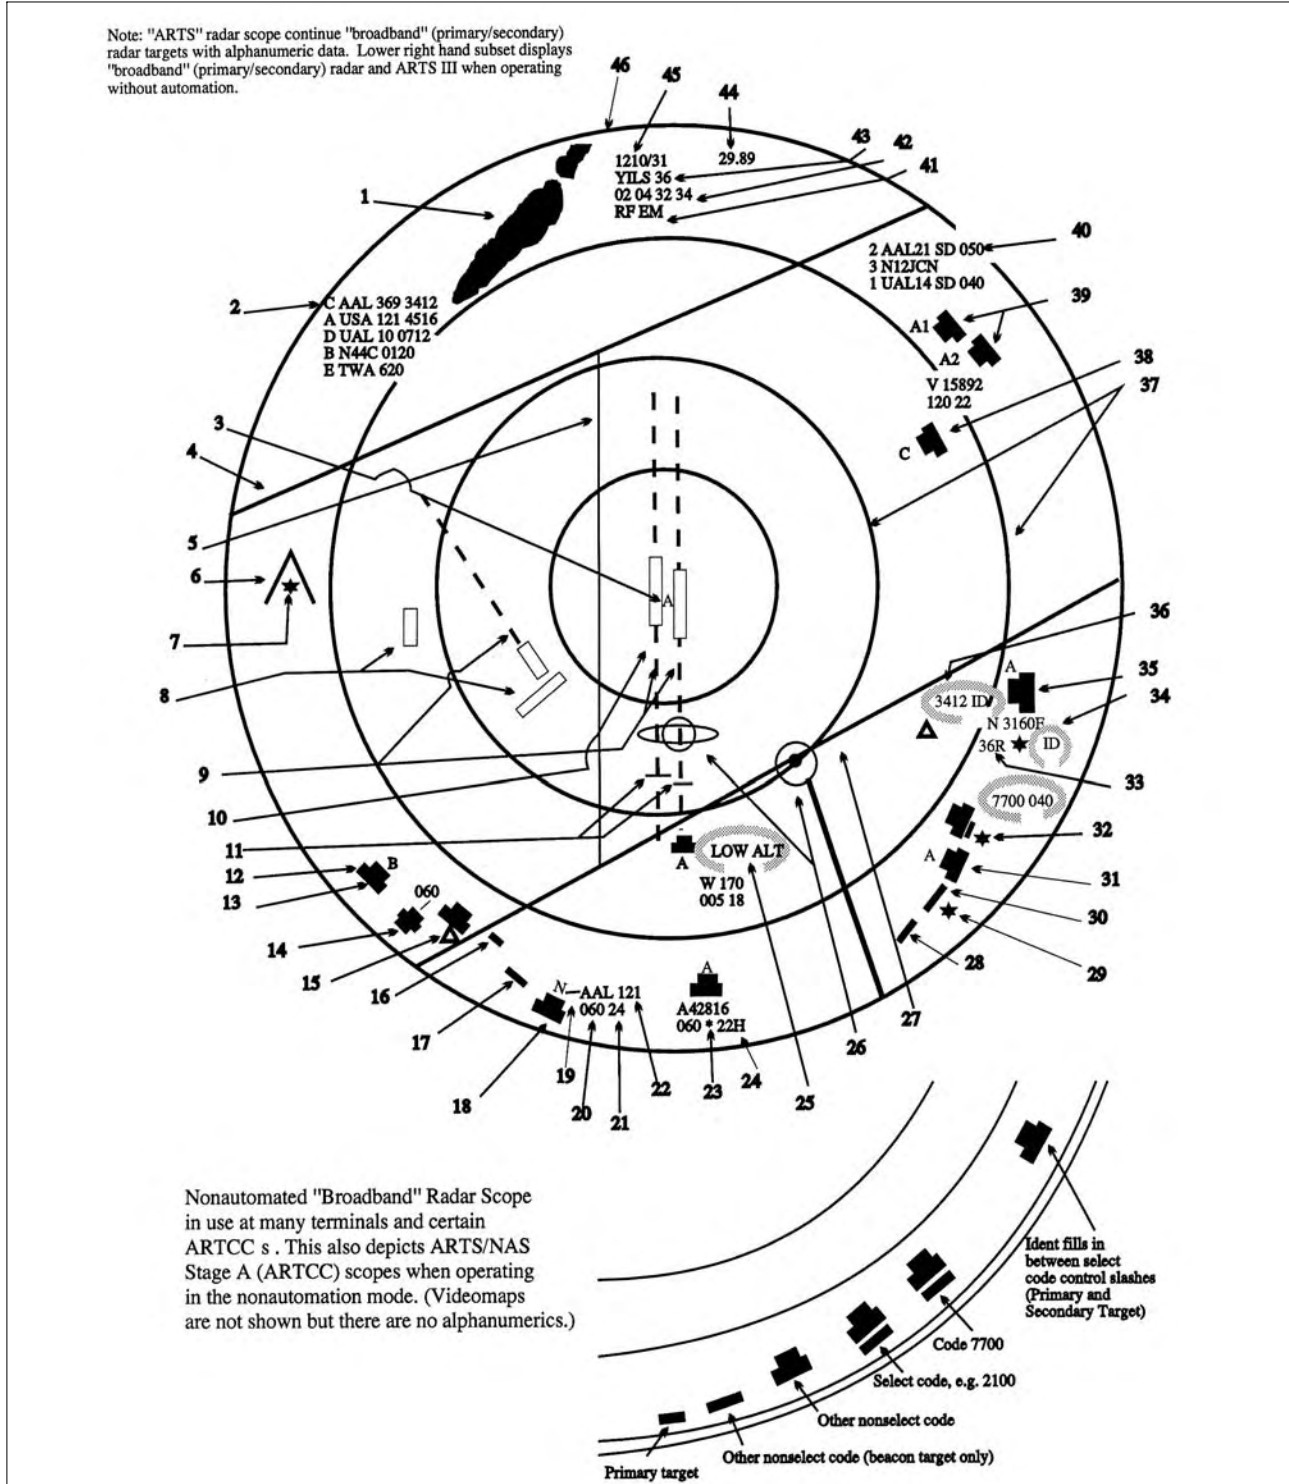 Note: "ARTS" radar scope continue "broadband" (primary/secondary)
radar targets with alphanumeric data. Lower right hand subset displays
"broadband" (primary/secondary) radar and ARTS III when operating
without automation.
46
45
44
43
42
41
1210/31
29.89
YILS 36
02 04 32 34
RF EM
1
40
2 AAL21 SD 050
3 N12JCN
1 UAL14 SD 040
2
C AAL 369 3412
A USA 121 4516
D UAL 10 0712
B N44C 0120
E TWA 620
39
A1
A2
38
37
V 15892
120 22
C
3
4
5
6
7
A
36
A
35
3412 ID
34
N 3160F
36R
ID
33
8
9
10
7700 040
32
11
A
LOW ALT
A
31
12
B
13
W 170
005 18
30
060
14
15
16
28
29
17
N
AAL 121
060 24
A
A42816
060 * 22H
27
26
18
19
20
21
22
23
24
25
Nonautomated "Broadband" Radar Scope
in use at many terminals and certain
ARTCC s . This also depicts ARTS/NAS
Stage A (ARTCC) scopes when operating
in the nonautomation mode. (Videomaps
are not shown but there are no alphanumerics.)
Ident fills in
between select
code control slashes
(Primary and
Secondary Target)
Code 7700
Select code, e.g. 2100
Other nonselect code
Other nonselect code (beacon target only)
Primary target